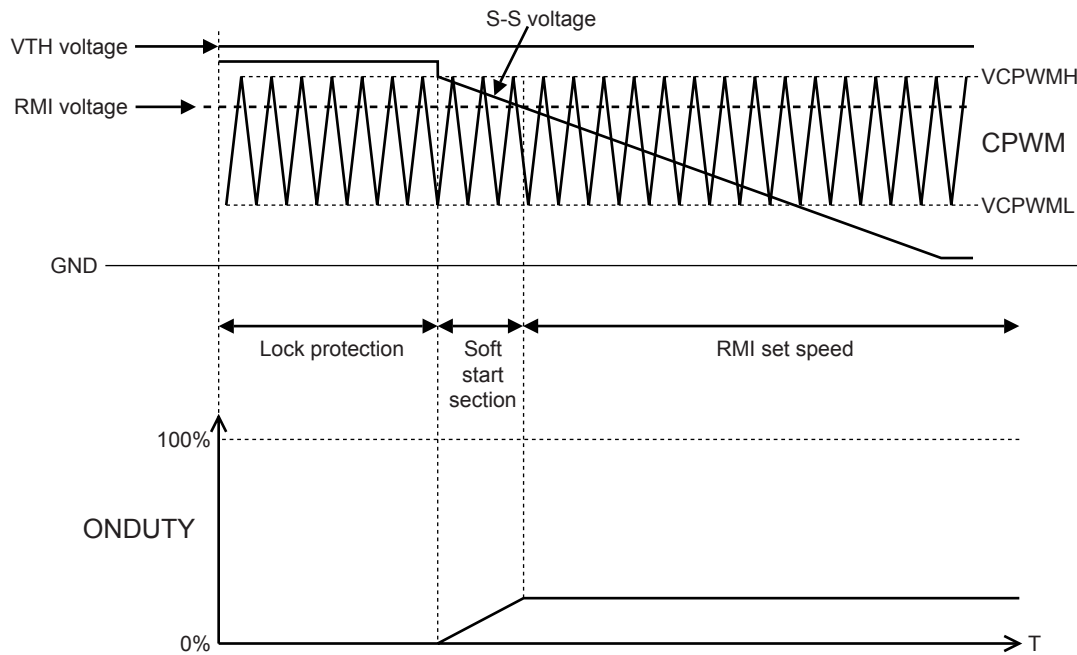 S-S voltage
VTH voltage
VCPWMH
RMI voltage
CPWM
VCPWML
GND
Lock protection
Soft
start
section
RMI set speed
100%
ONDUTY
0%
T